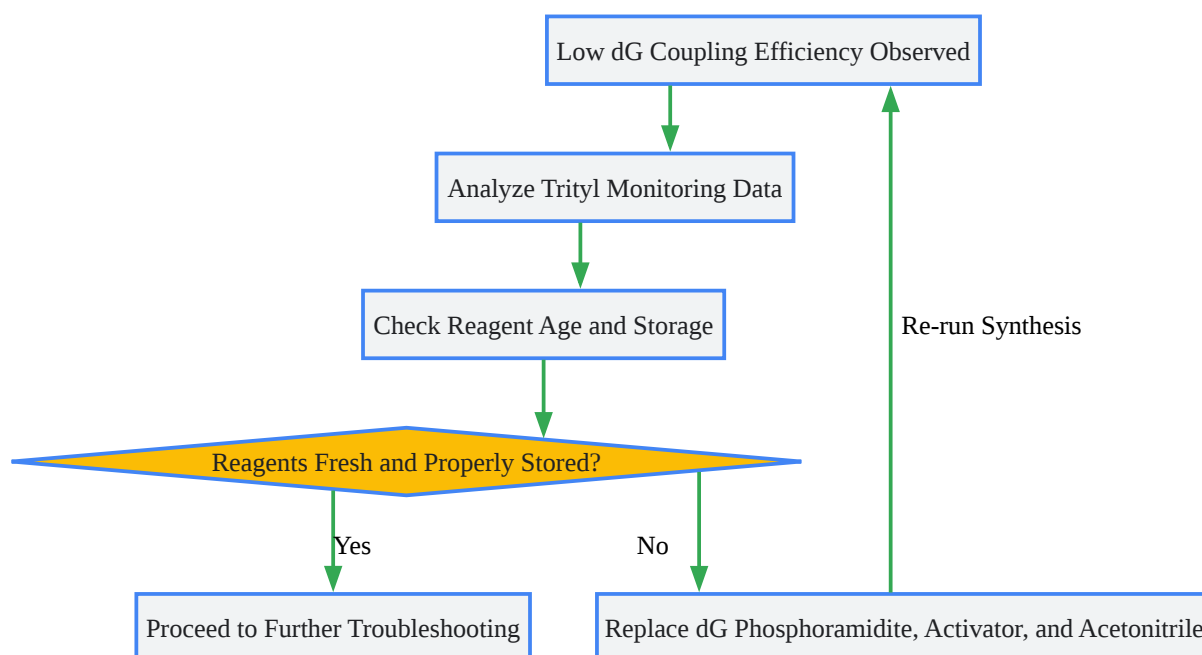 Low dG Coupling Efficiency Observed
Analyze Trityl Monitoring Data
Check Reagent Age and Storage
Re-run Synthesis
Reagents Fresh and Properly Stored?
Yes
No
Proceed to Further Troubleshooting
Replace dG Phosphoramidite, Activator, and Acetonitrile